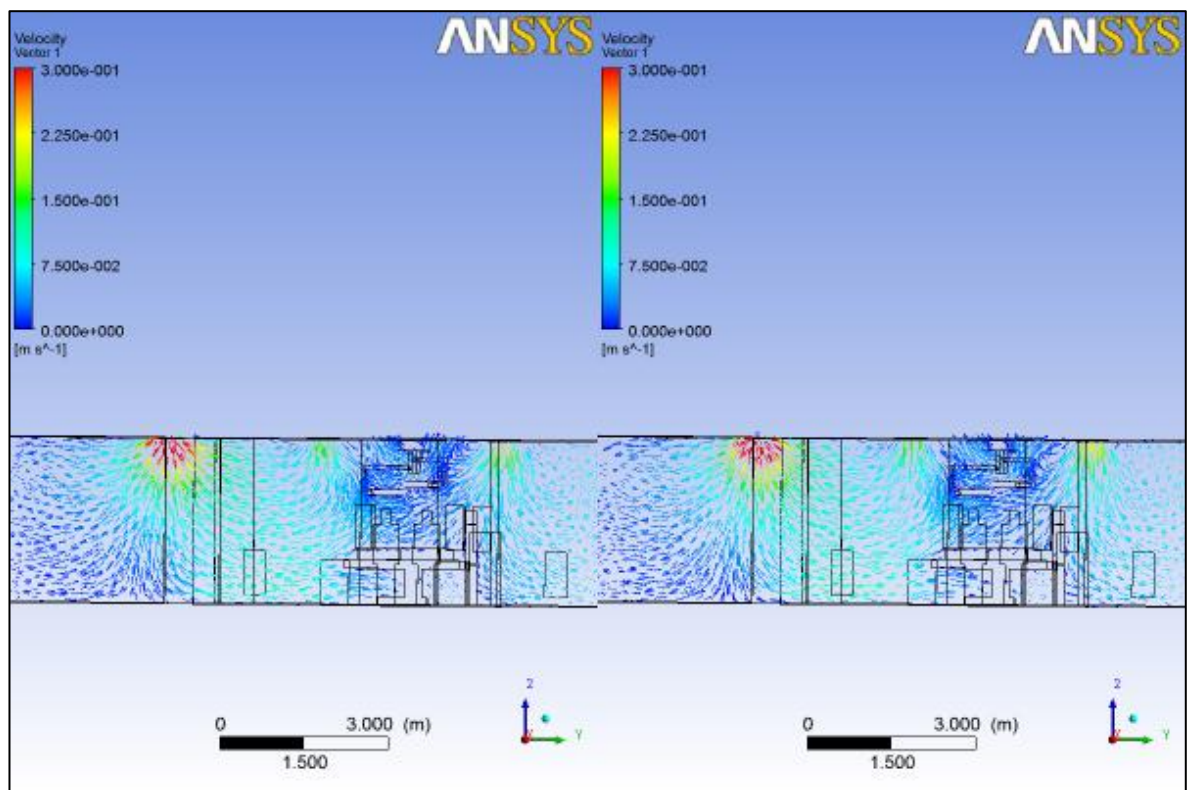 ANSYS
Velocity
Vector 1
3.000e-001
2.250e-001
1.500e-001
7.500e-002
0.000e+000
[m s^-1]
0 3.000 (m)
1.500
Z
Y
ANSYS
Velocity
Vector 1
3.000e-001
2.250e-001
1.500e-001
7.500e-002
0.000e+000
[m s^-1]
0 3.000 (m)
1.500
Z
Y